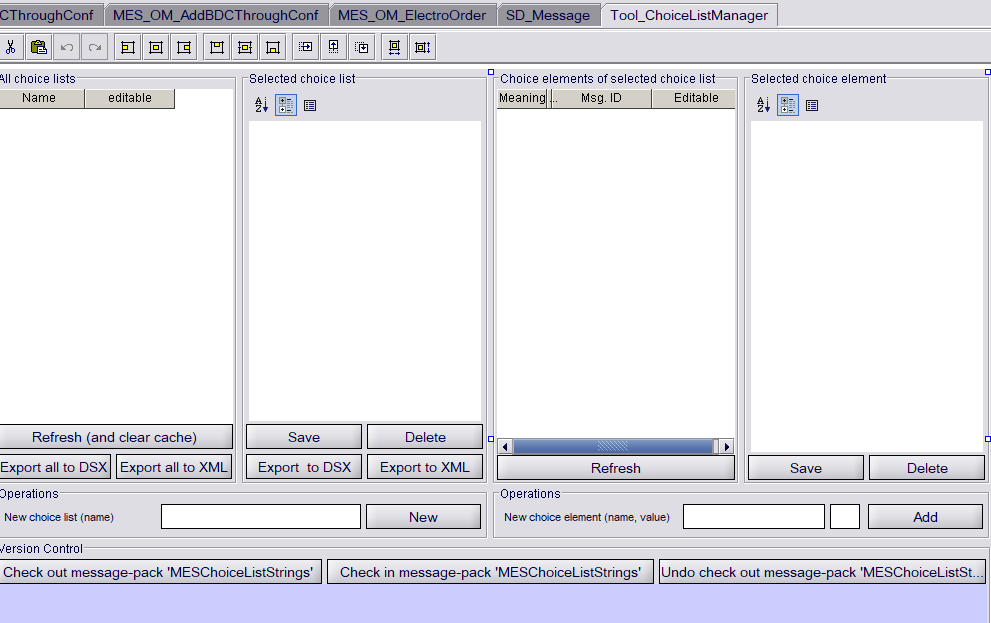 CThroughConf MES_OM_AddBDCThroughConf MES_OM_ElectroOrder SD_Message Tool_ChoiceListManager
All choice lists Selected choice list Choice elements of selected choice list Selected choice element
Name editable Meaning ... Msg. ID Editable
Refresh (and clear cache) Save Delete
Export all to DSX Export all to XML Export to DSX Export to XML Refresh Save Delete
Operations Operations
New choice list (name) New New choice element (name, value) Add
Version Control
Check out message-pack 'MESChoiceListStrings' Check in message-pack 'MESChoiceListStrings' Undo check out message-pack 'MESChoiceListSt...